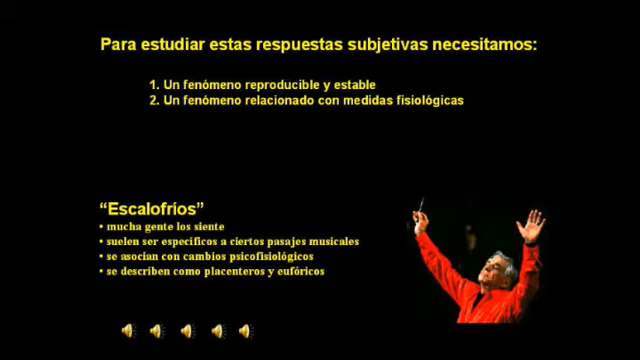 Para estudiar estas respuestas subjetivas necesitamos:
1. Un fenómeno reproducible y estable
2. Un fenómeno relacionado con medidas fisiológicas
“Escalofríos”
• mucha gente los siente
• suelen ser específicos a ciertos pasajes musicales
• se asocian con cambios psicofisiológicos
• se describen como placenteros y eufóricos